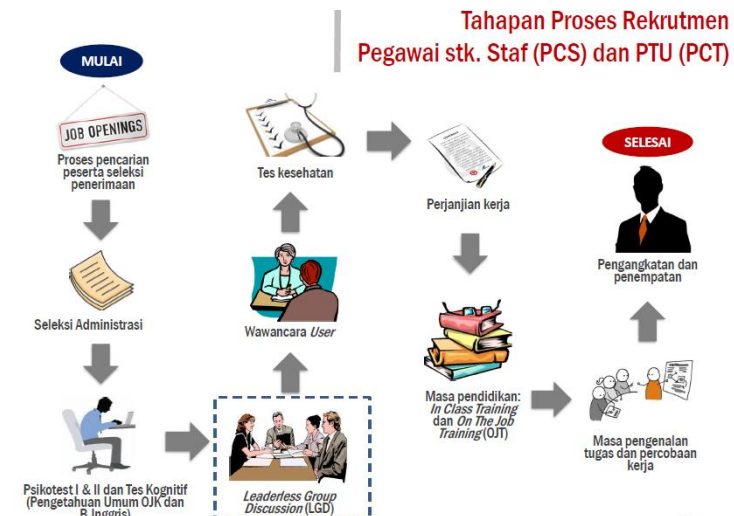 Tahapan Proses Rekrutmen
Pegawai stk. Staf (PCS) dan PTU (PCT)
MULAI
JOB OPENINGS
Proses pencarian
peserta seleksi
penerimaan
Seleksi Administrasi
Psikotest I & II dan Tes Kognitif
(Pengetahuan Umum OJK dan
B.Inggris)
Leaderless Group
Discussion (LGD)
Wawancara User
Tes kesehatan
Perjanjian kerja
Masa pendidikan:
In Class Training
dan On The Job
Training (OJT)
Masa pengenalan
tugas dan percobaan
kerja
SELESAI
Pengangkatan dan
penempatan